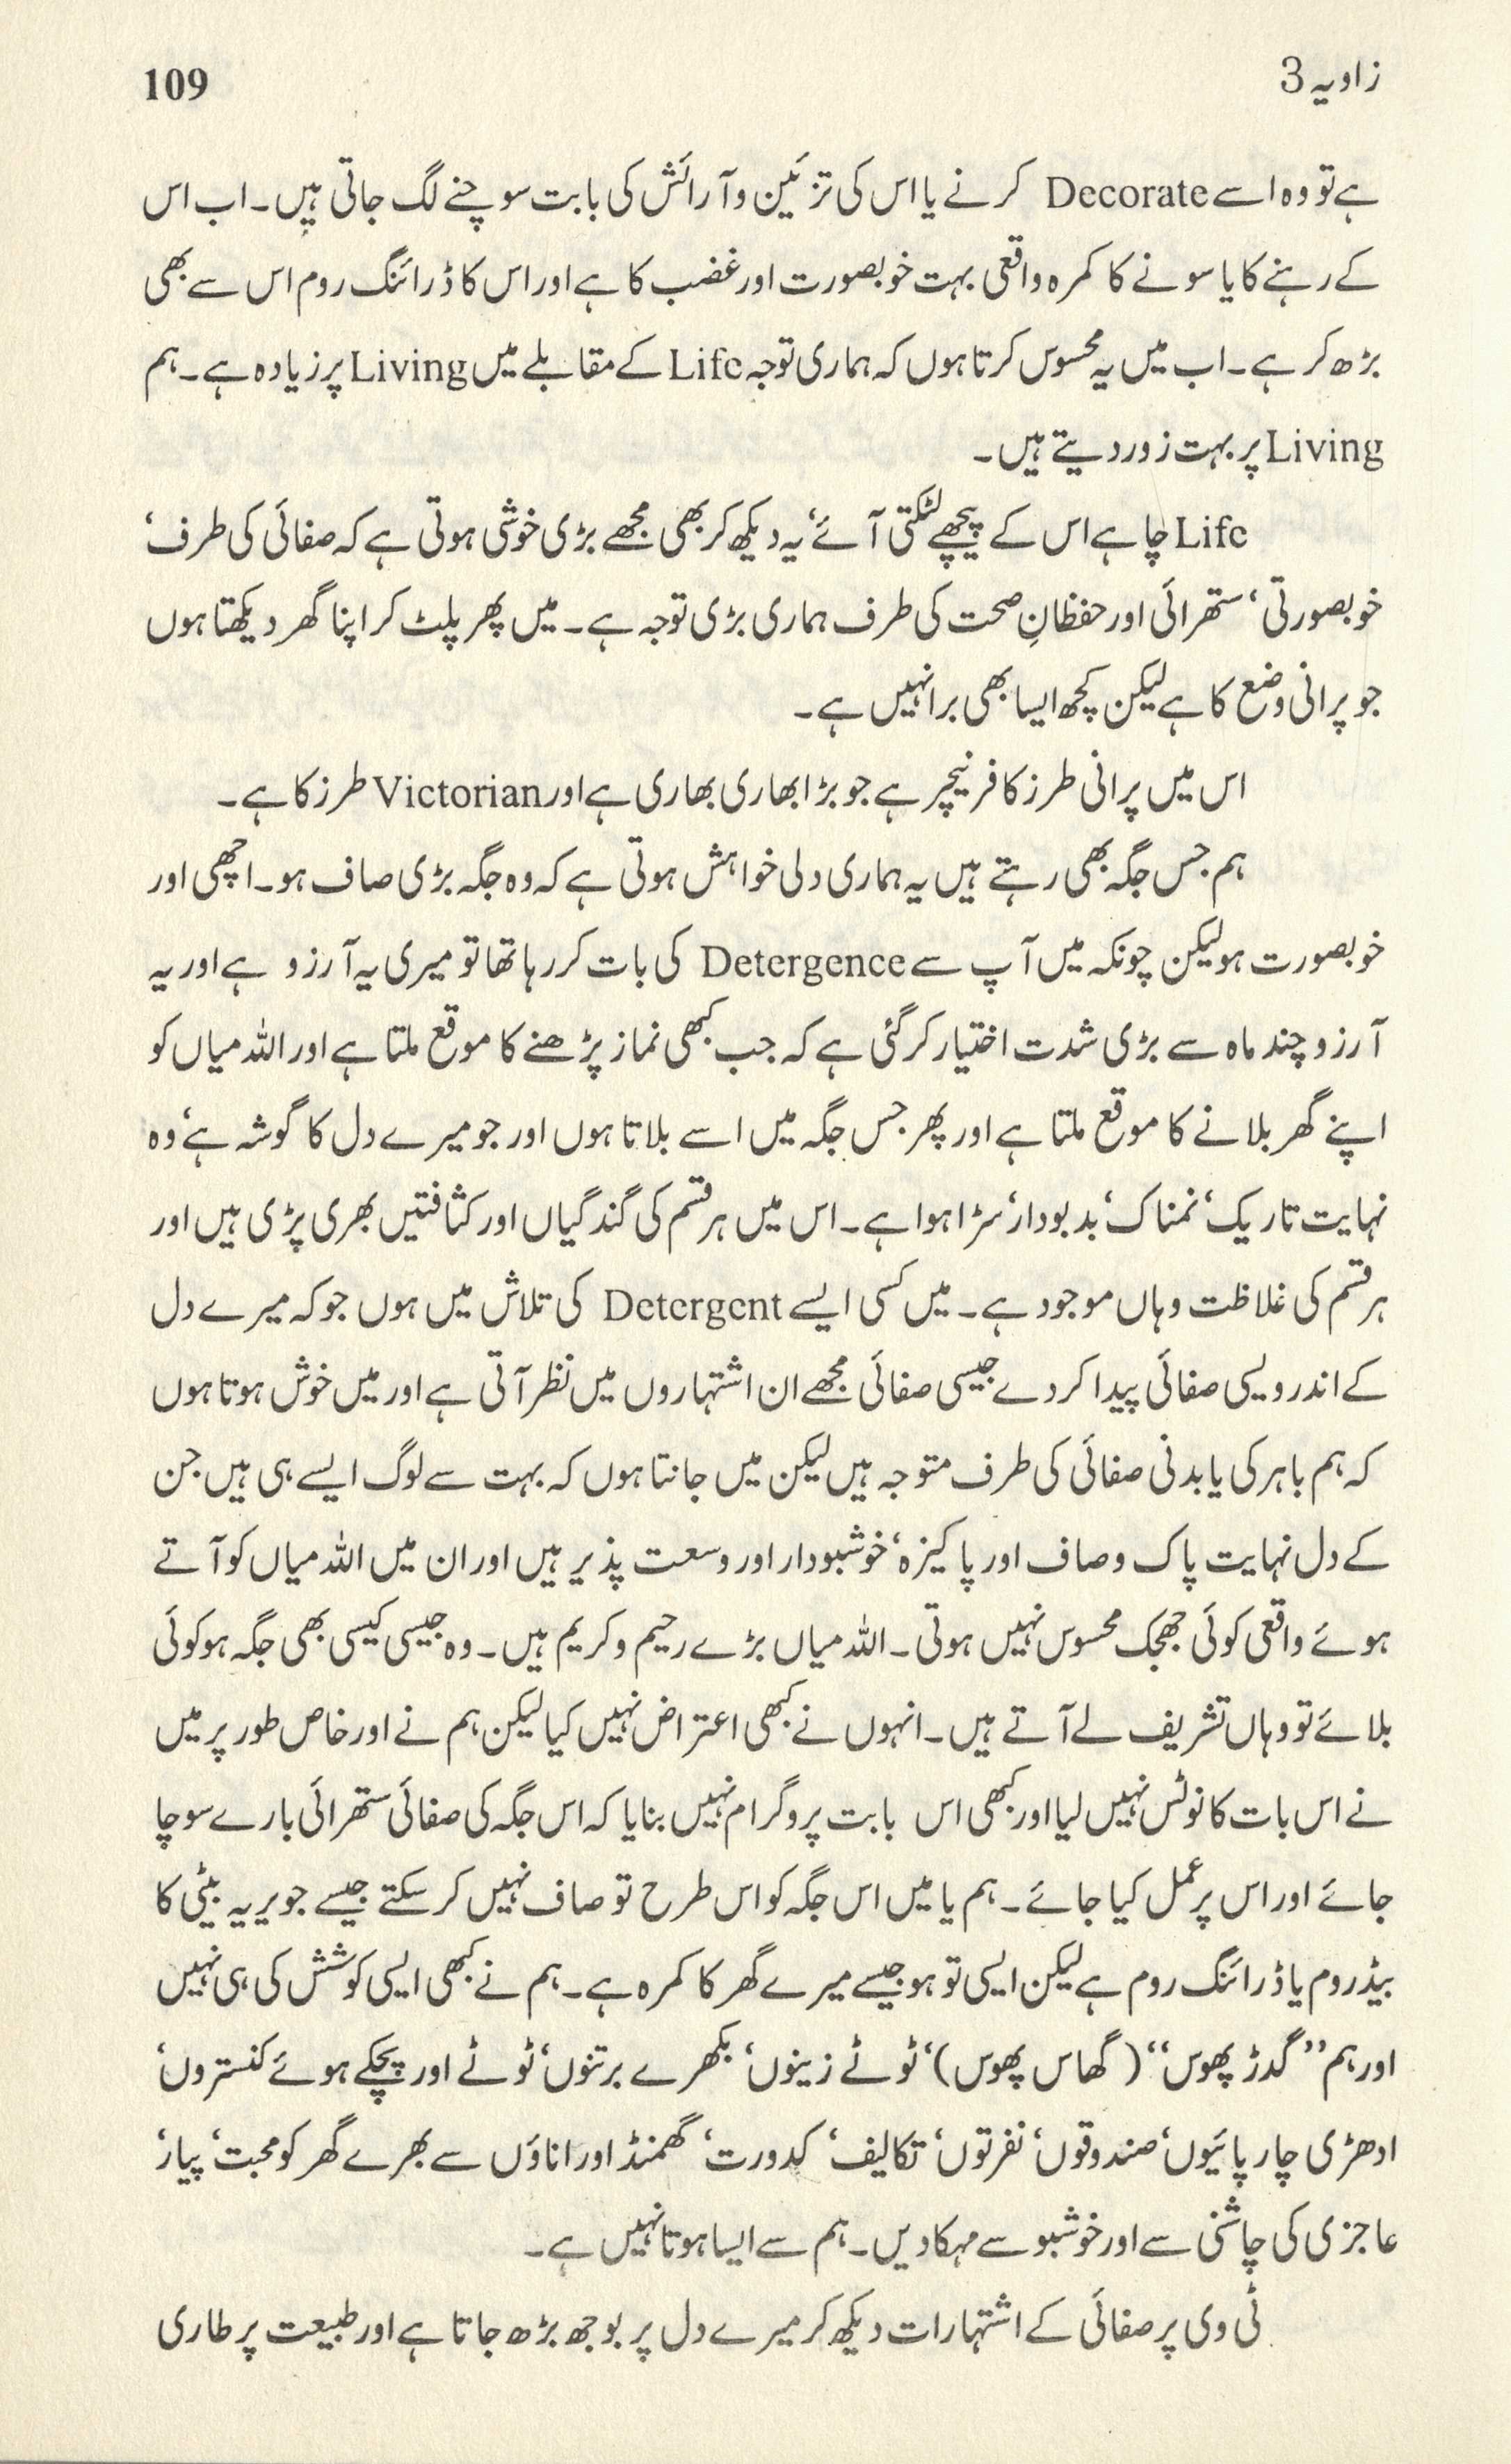 زاویہ 3
109
ہے تو وہ اسے Decorate کرنے یا اس کی تزئین و آرائش کی بابت سوچنے لگ جاتی ہیں۔ اب اس
کے رہنے کا یا سونے کا کمرہ واقعی بہت خوبصورت اور غضب کا ہے اور اس کا ڈرائنگ روم اس سے بھی
بڑھ کر ہے۔ اب میں یہ محسوس کرتا ہوں کہ ہماری توجہ Life کے مقابلے میں Living پر زیادہ ہے۔ ہم
Living پر بہت زور دیتے ہیں۔
Life چاہے اس کے پیچھے لٹکتی آئے‘ یہ دیکھ کر بھی مجھے بڑی خوشی ہوتی ہے کہ صفائی کی طرف‘
خوبصورتی‘ ستھرائی اور حفظانِ صحت کی طرف ہماری بڑی توجہ ہے۔ میں پھر پلٹ کر اپنا گھر دیکھتا ہوں
جو پرانی وضع کا ہے لیکن کچھ ایسا بھی برا نہیں ہے۔
اس میں پرانی طرز کا فرنیچر ہے جو بڑا بھاری بھاری ہے اور Victorian طرز کا ہے۔
ہم جس جگہ بھی رہتے ہیں یہ ہماری دلی خواہش ہوتی ہے کہ وہ جگہ بڑی صاف ہو۔ اچھی اور
خوبصورت ہو لیکن چونکہ میں آپ سے Detergence کی بات کر رہا تھا تو میری یہ آرزو ہے اور یہ
آرزو چند ماہ سے بڑی شدت اختیار کر گئی ہے کہ جب کبھی نماز پڑھنے کا موقع ملتا ہے اور اللہ میاں کو
اپنے گھر بلانے کا موقع ملتا ہے اور پھر جس جگہ میں اسے بلاتا ہوں اور جو میرے دل کا گوشہ ہے‘ وہ
نہایت تاریک‘ نمناک‘ بدبودار‘ سڑا ہوا ہے۔ اس میں ہر قسم کی گندگیاں اور کثافتیں بھری پڑی ہیں اور
ہر قسم کی غلاظت وہاں موجود ہے۔ میں کسی ایسے Detergent کی تلاش میں ہوں جو کہ میرے دل
کے اندر ویسی صفائی پیدا کر دے جیسی صفائی مجھے ان اشتہاروں میں نظر آتی ہے اور میں خوش ہوتا ہوں
کہ ہم باہر کی یا بدنی صفائی کی طرف متوجہ ہیں لیکن میں جانتا ہوں کہ بہت سے لوگ ایسے ہی ہیں جن
کے دل نہایت پاک و صاف اور پاکیزہ‘ خوشبودار اور وسعت پذیر ہیں اور ان میں اللہ میاں کو آتے
ہوئے واقعی کوئی جھجک محسوس نہیں ہوتی۔ اللہ میاں بڑے رحیم و کریم ہیں۔ وہ جیسی کیسی بھی جگہ ہو کوئی
بلائے تو وہاں تشریف لے آتے ہیں۔ انہوں نے کبھی اعتراض نہیں کیا لیکن ہم نے اور خاص طور پر میں
نے اس بات کا نوٹس نہیں لیا اور کبھی اس بابت پروگرام نہیں بنایا کہ اس جگہ کی صفائی ستھرائی بارے سوچا
جائے اور اس پر عمل کیا جائے۔ ہم یا میں اس جگہ کو اس طرح تو صاف نہیں کر سکتے جیسے جویریہ بیٹی کا
بیڈروم یا ڈرائنگ روم ہے لیکن ایسی تو ہو جیسے میرے گھر کا کمرہ ہے۔ ہم نے کبھی ایسی کوشش کی ہی نہیں
اور ہم ’’گدڑ پھوس‘‘ (گھاس پھوس)‘ ٹوٹے زینوں‘ بکھرے برتنوں‘ ٹوٹے اور پچکے ہوئے کنستروں‘
ادھڑی چارپائیوں‘ صندوقوں‘ نفرتوں‘ تکالیف‘ کدورت‘ گھمنڈ اور اناؤں سے بھرے گھر کو محبت‘ پیار‘
عاجزی کی چاشنی سے اور خوشبو سے مہکا دیں۔ ہم سے ایسا ہوتا نہیں ہے۔
ٹی وی پر صفائی کے اشتہارات دیکھ کر میرے دل پر بوجھ بڑھ جاتا ہے اور طبیعت پر طاری